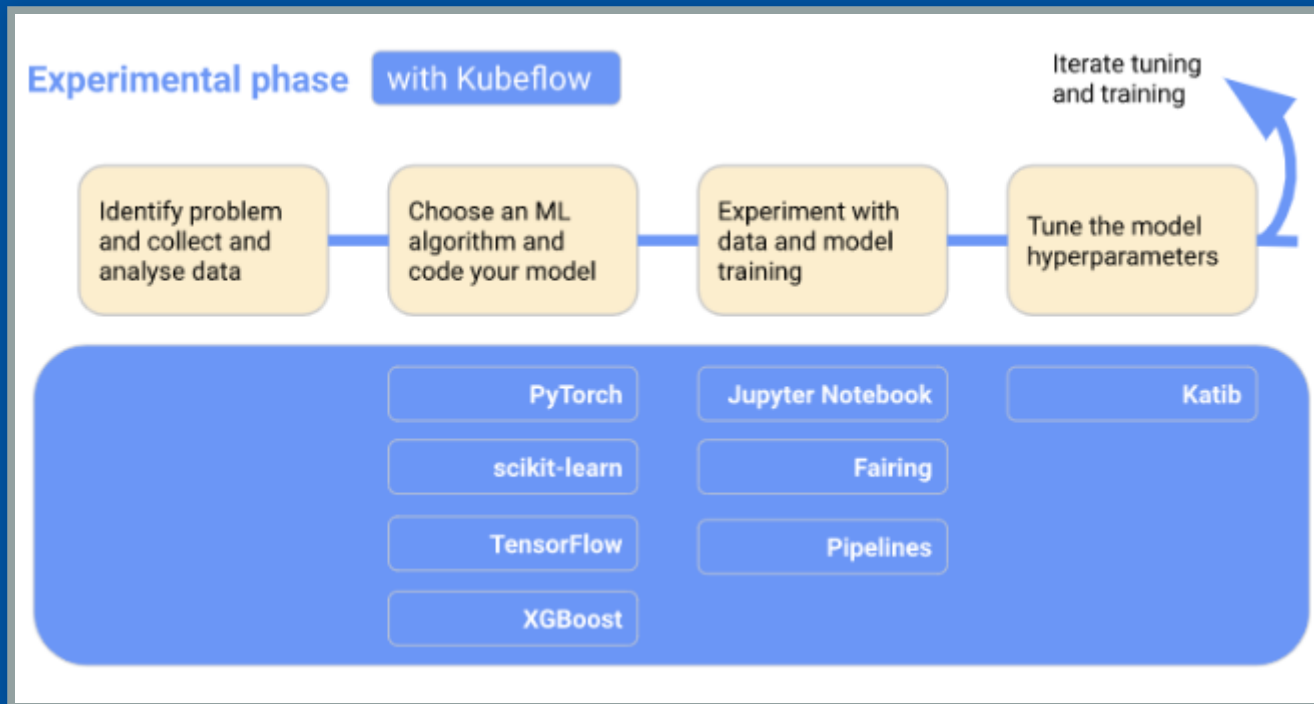 Experimental phase with Kubeflow
Iterate tuning
and training
Identify problem
and collect and
analyse data
Choose an ML
algorithm and
code your model
Experiment with
data and model
training
Tune the model
hyperparameters
PyTorch
scikit-learn
TensorFlow
XGBoost
Jupyter Notebook
Fairing
Pipelines
Katib